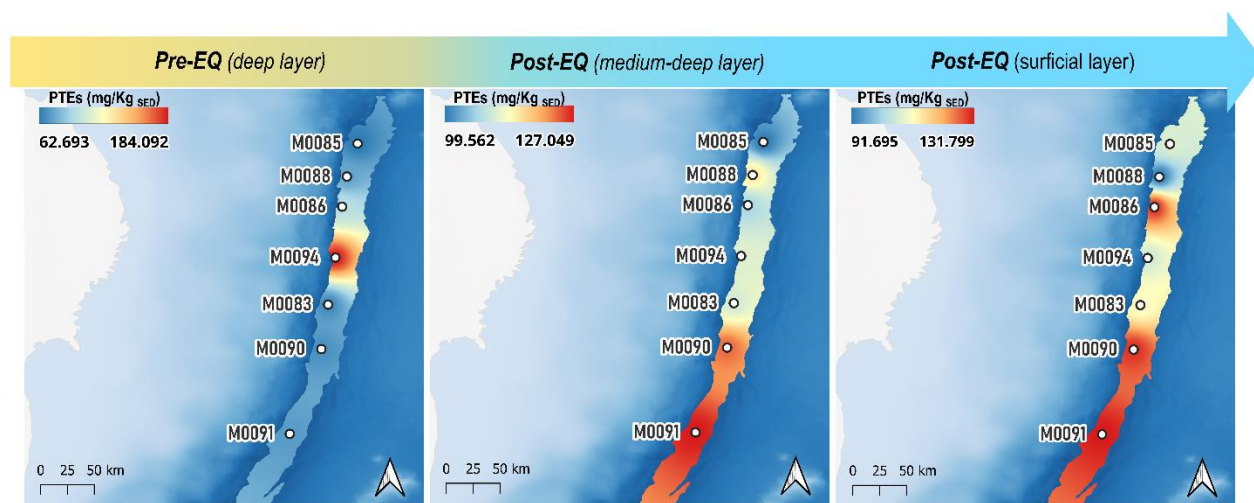 Pre-EQ (deep layer)
Post-EQ (medium-deep layer)
Post-EQ (surficial layer)
PTEs (mg/Kg SED)
62.693 184.092
M0085
M0088
M0086
M0094
M0083
M0090
M0091
0 25 50 km
PTEs (mg/Kg SED)
99.562 127.049
M0085
M0088
M0086
M0094
M0083
M0090
M0091
0 25 50 km
PTEs (mg/Kg SED)
91.695 131.799
M0085
M0088
M0086
M0094
M0083
M0090
M0091
0 25 50 km